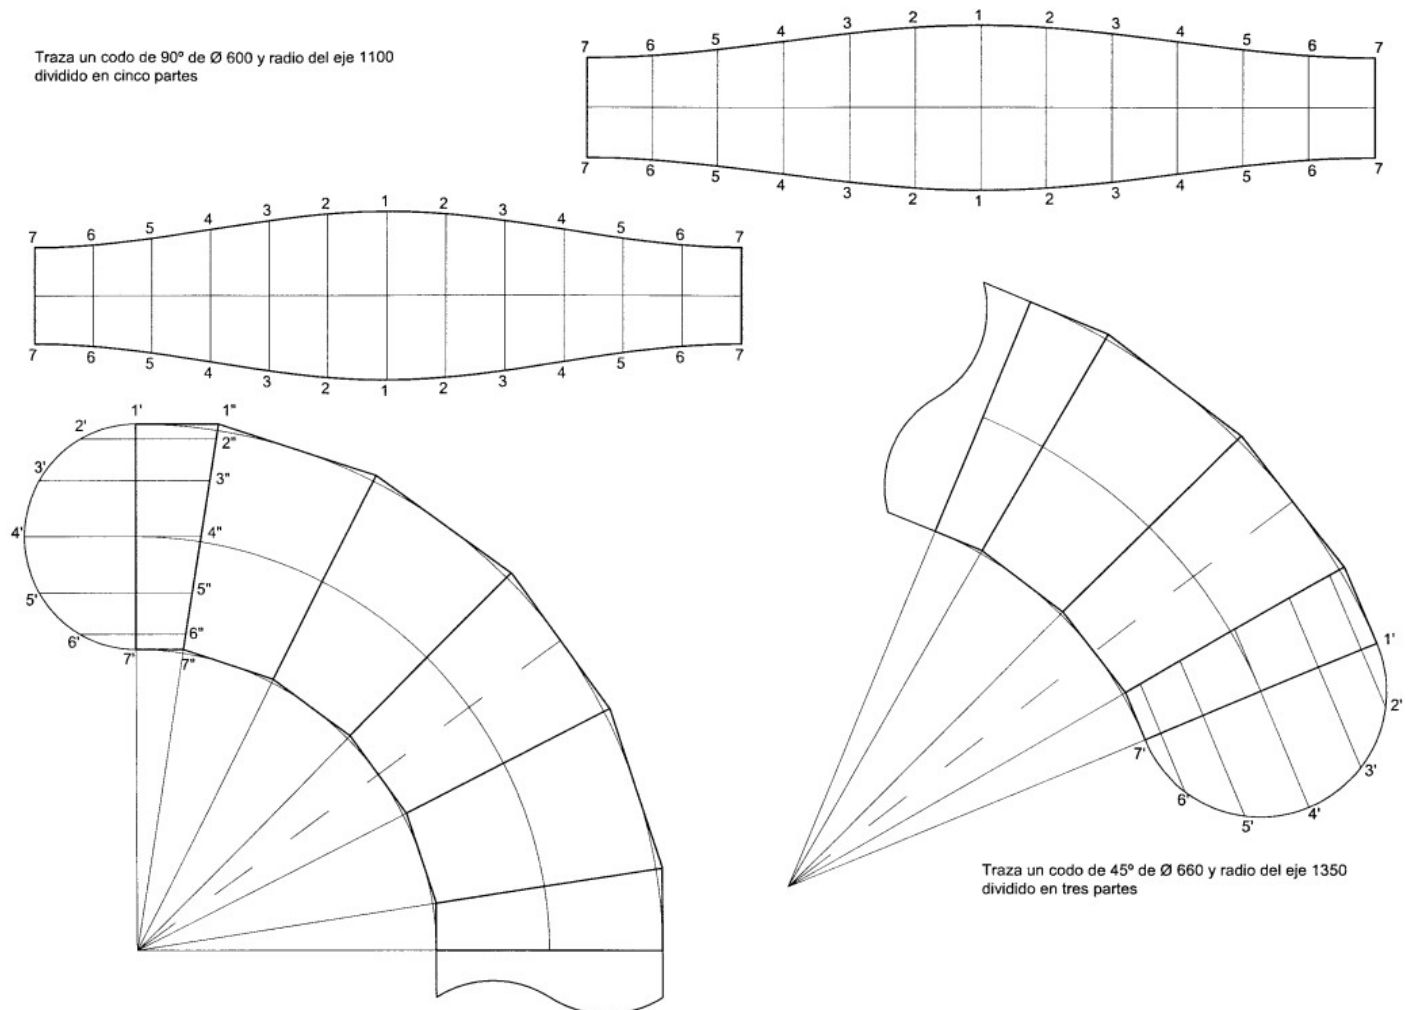 Traza un codo de 90º de Ø 600 y radio del eje 1100
dividido en cinco partes
7 6 5 4 3 2 1 2 3 4 5 6 7
7 6 5 4 3 2 1 2 3 4 5 6 7
7 6 5 4 3 2 1 2 3 4 5 6 7
7 6 5 4 3 2 1 2 3 4 5 6 7
1' 1"
2' 2"
3' 3"
4' 4"
5' 5"
6' 6"
7' 7"
1'
2'
3'
4'
5'
6'
7'
Traza un codo de 45º de Ø 660 y radio del eje 1350
dividido en tres partes